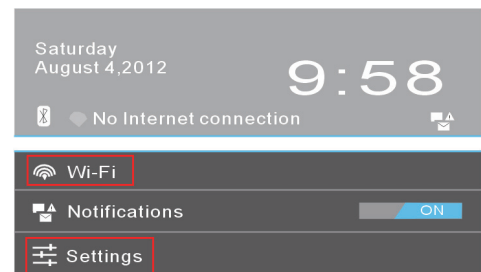 Saturday
August 4,2012
9:58
No Internet connection
Wi-Fi
Notifications ON
Settings